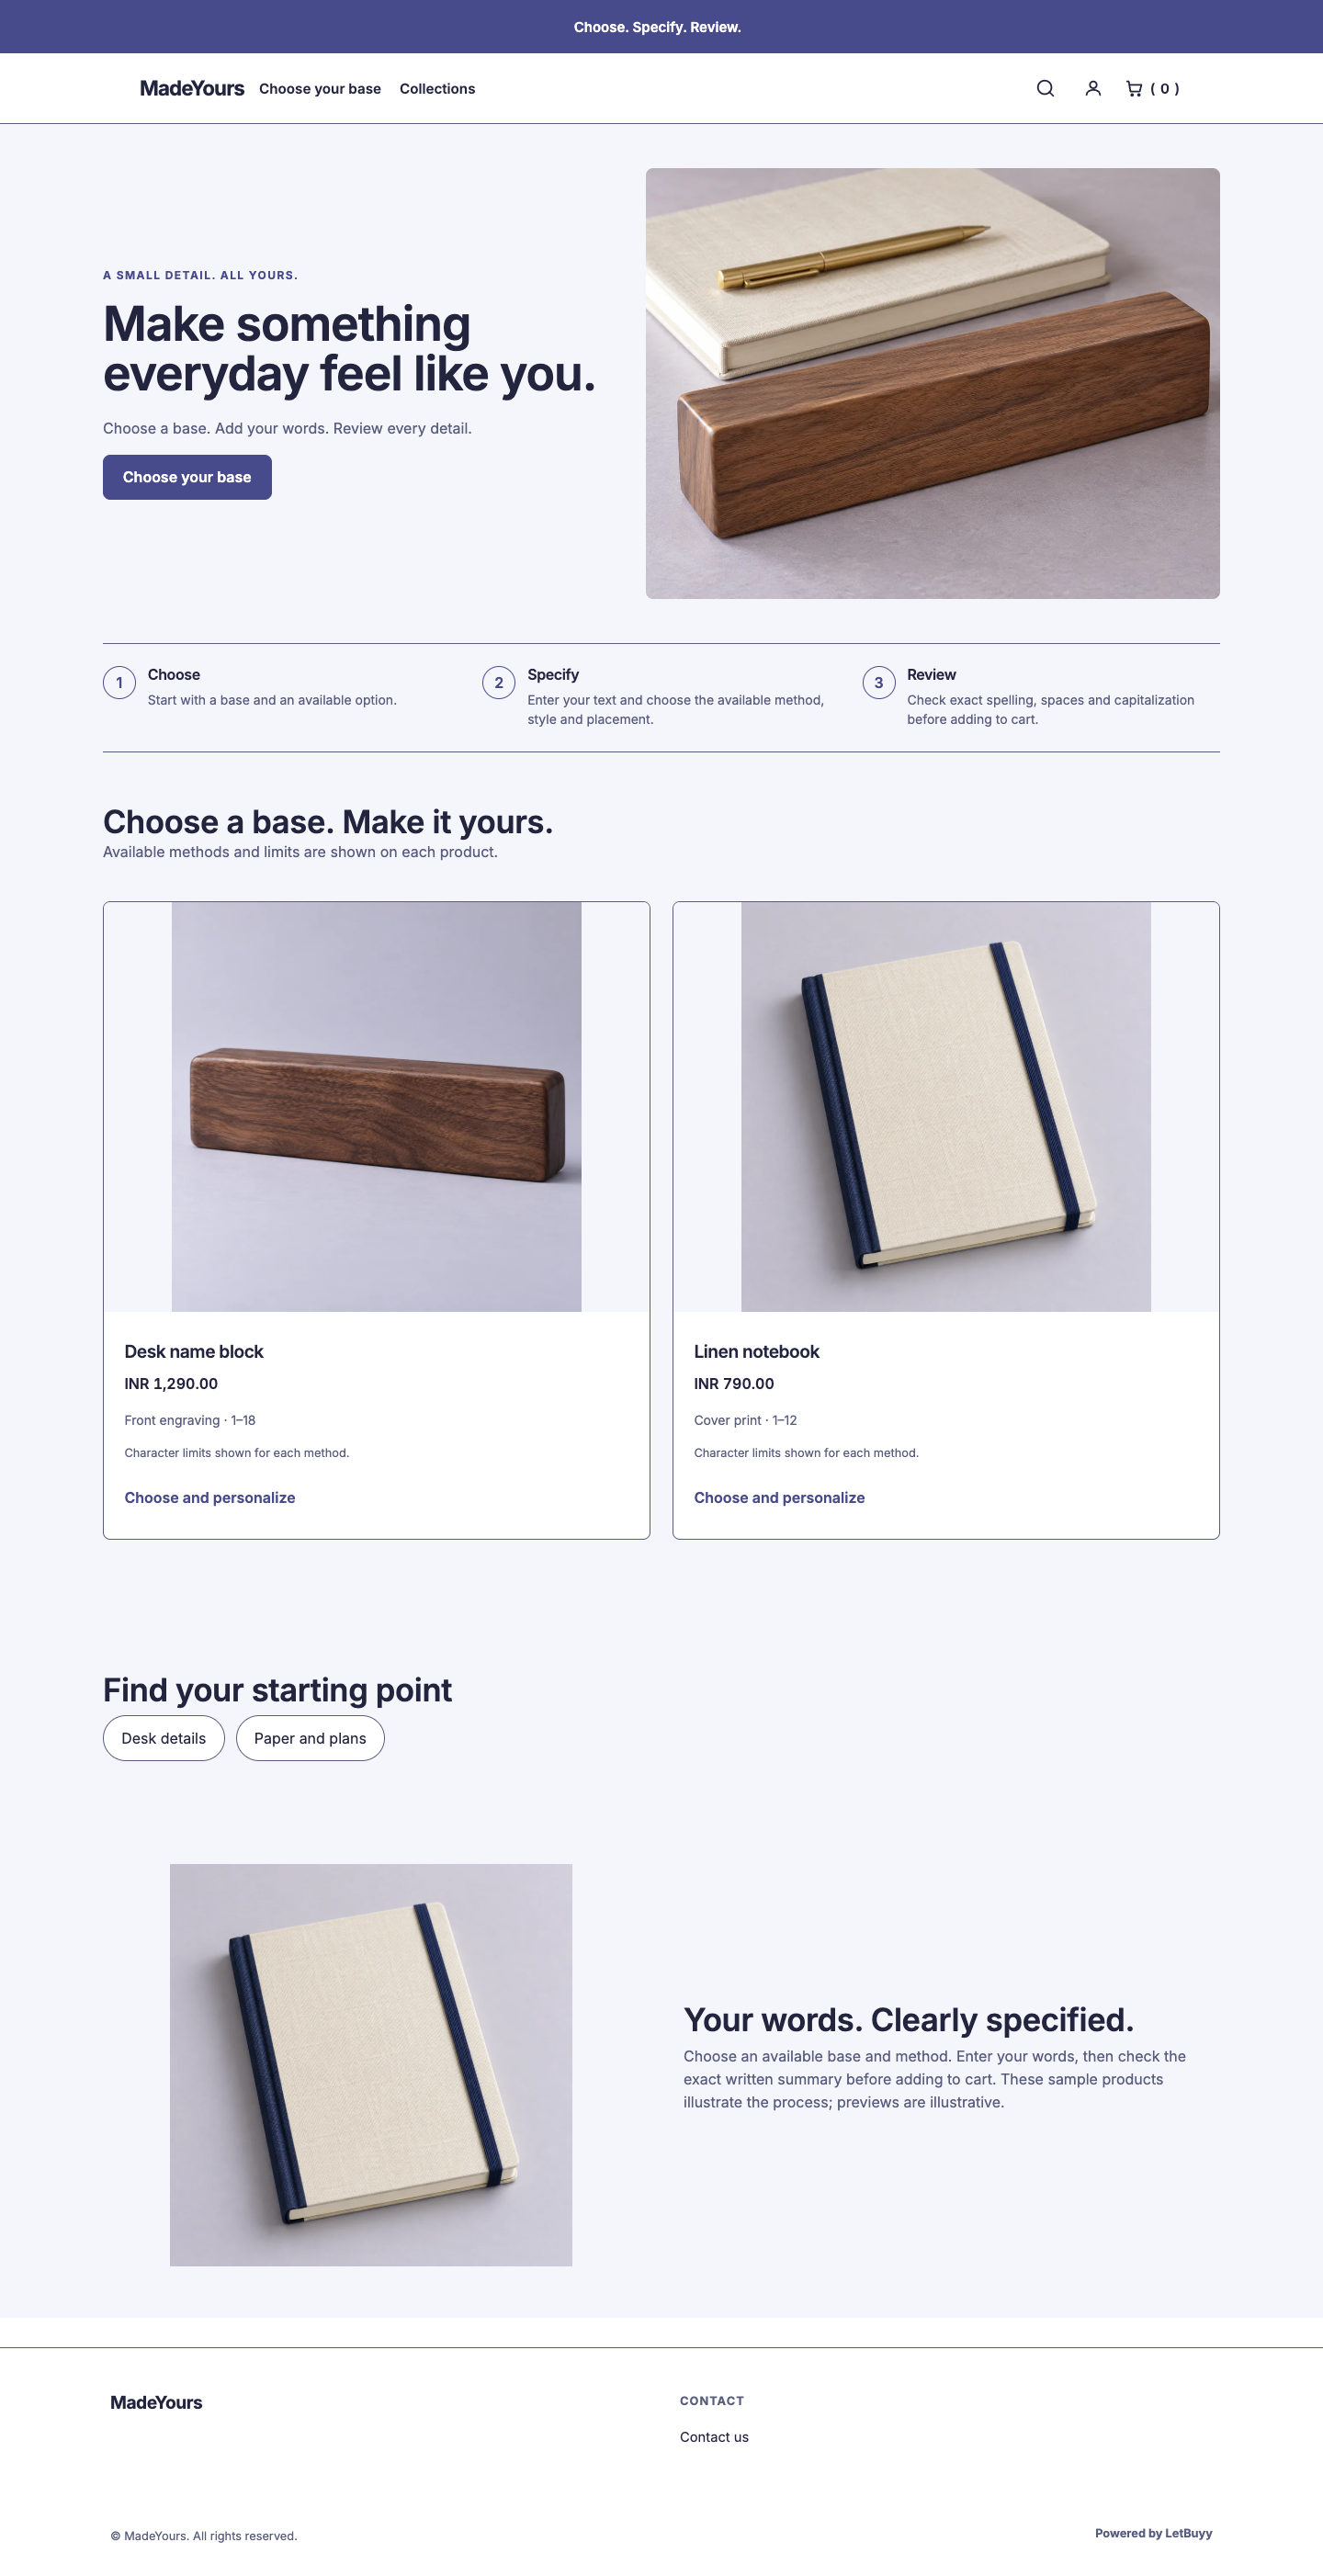 Choose. Specify. Review.
MadeYours Choose your base Collections ( 0 )
A SMALL DETAIL. ALL YOURS.
Make something
everyday feel like you.
Choose a base. Add your words. Review every detail.
Choose your base
1 Choose
Start with a base and an available option.
2 Specify
Enter your text and choose the available method,
style and placement.
3 Review
Check exact spelling, spaces and capitalization
before adding to cart.
Choose a base. Make it yours.
Available methods and limits are shown on each product.
Desk name block
INR 1,290.00
Front engraving · 1–18
Character limits shown for each method.
Choose and personalize
Linen notebook
INR 790.00
Cover print · 1–12
Character limits shown for each method.
Choose and personalize
Find your starting point
Desk details Paper and plans
Your words. Clearly specified.
Choose an available base and method. Enter your words, then check the
exact written summary before adding to cart. These sample products
illustrate the process; previews are illustrative.
MadeYours
CONTACT
Contact us
© MadeYours. All rights reserved.
Powered by LetBuyy